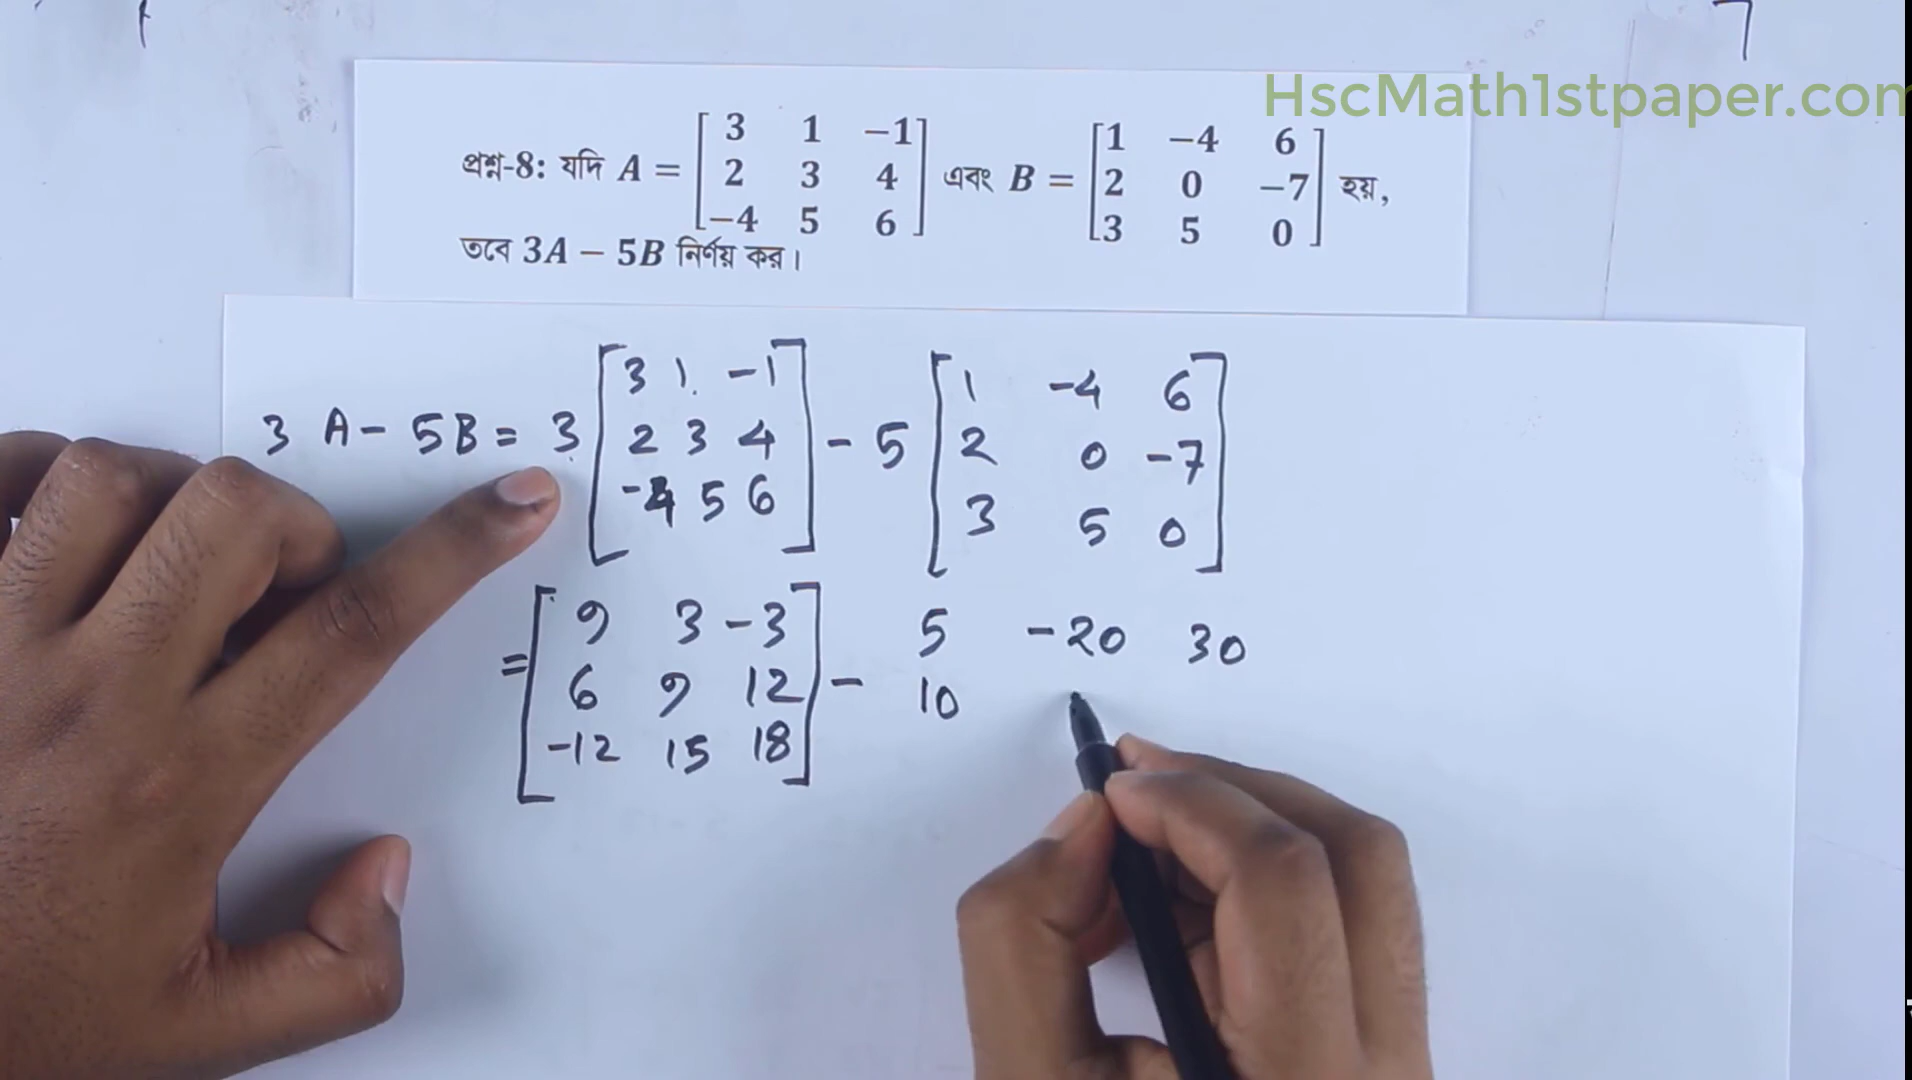 HscMath1stpaper.com
প্রশ্ন-8: যদি A = [3 1 −1
2 3 4
−4 5 6] এবং B = [1 −4 6
2 0 −7
3 5 0] হয়,
তবে 3A − 5B নির্ণয় কর।
3 A - 5B = 3 [3 1 -1
2 3 4
-4 5 6] - 5 [1 -4 6
2 0 -7
3 5 0]
= [9 3 -3
6 9 12
-12 15 18] - 5 -20 30
10